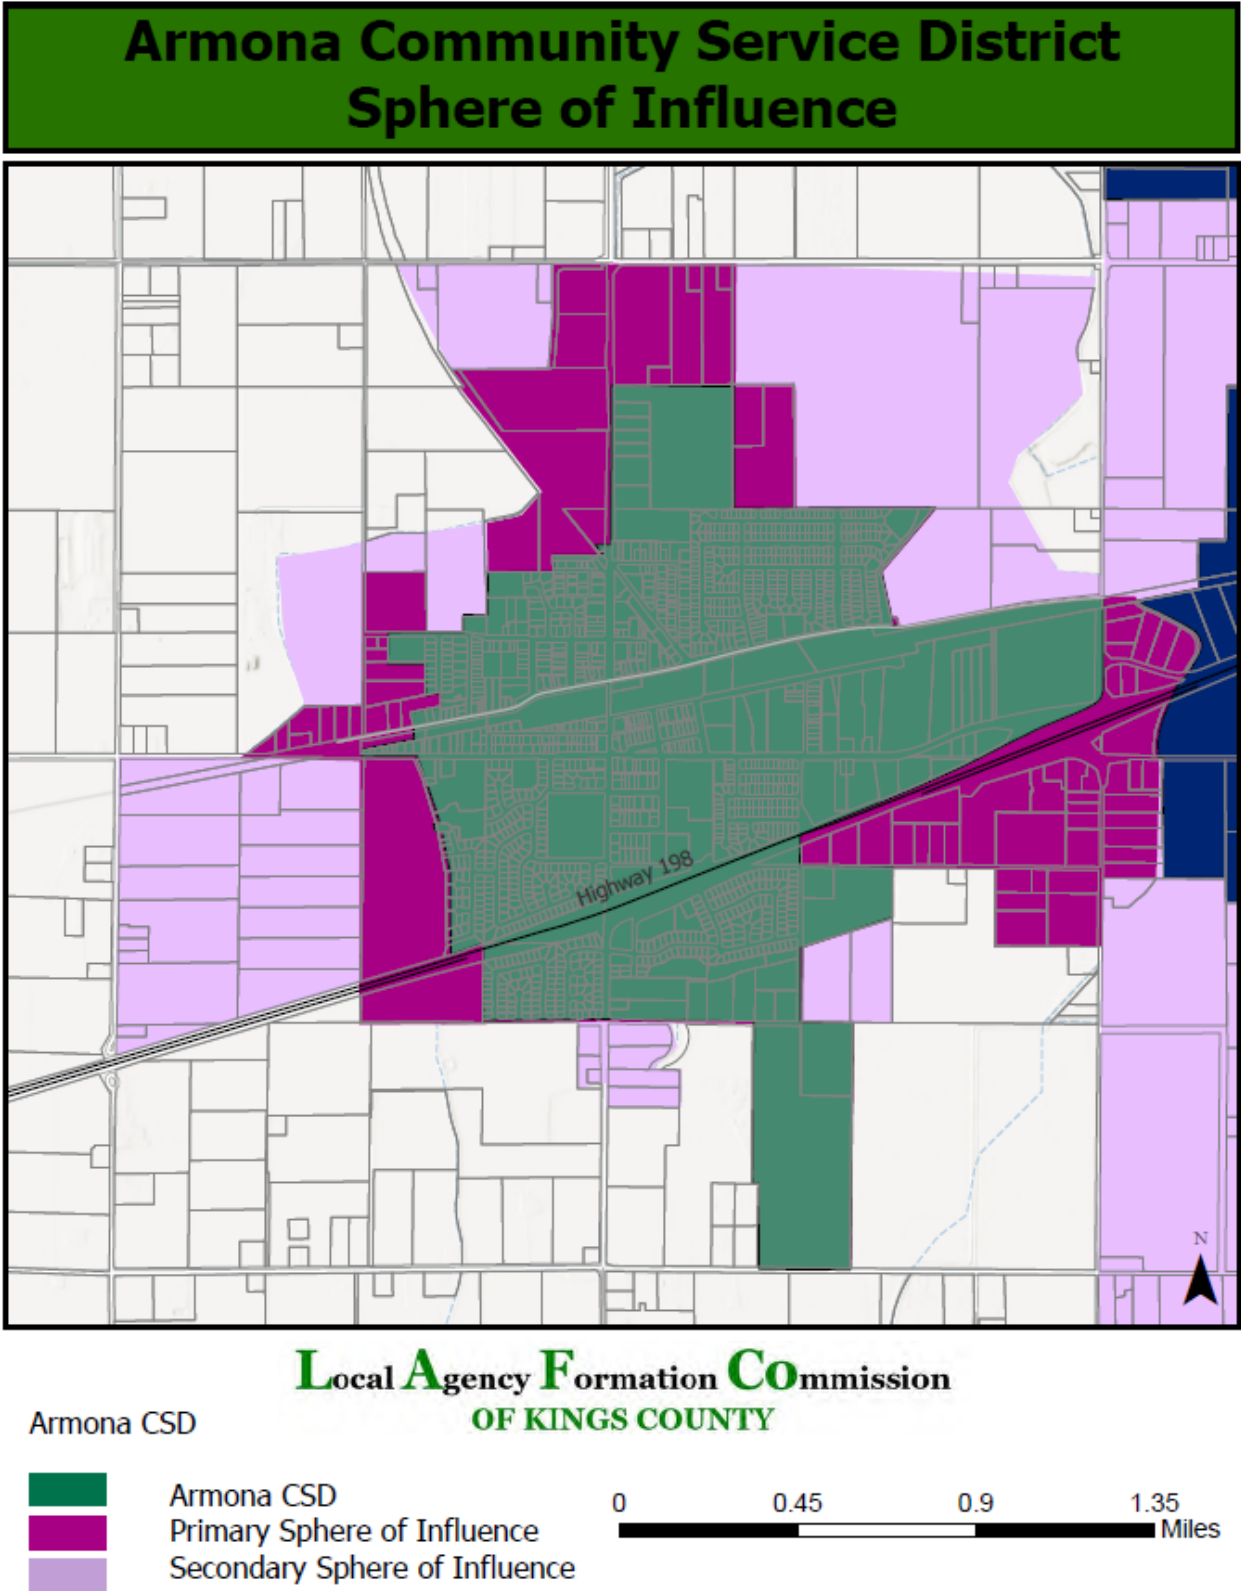 Armona Community Service District
Sphere of Influence
Highway 198
N
Local Agency Formation Commission
OF KINGS COUNTY
Armona CSD
Armona CSD
Primary Sphere of Influence
Secondary Sphere of Influence
0 0.45 0.9 1.35
Miles